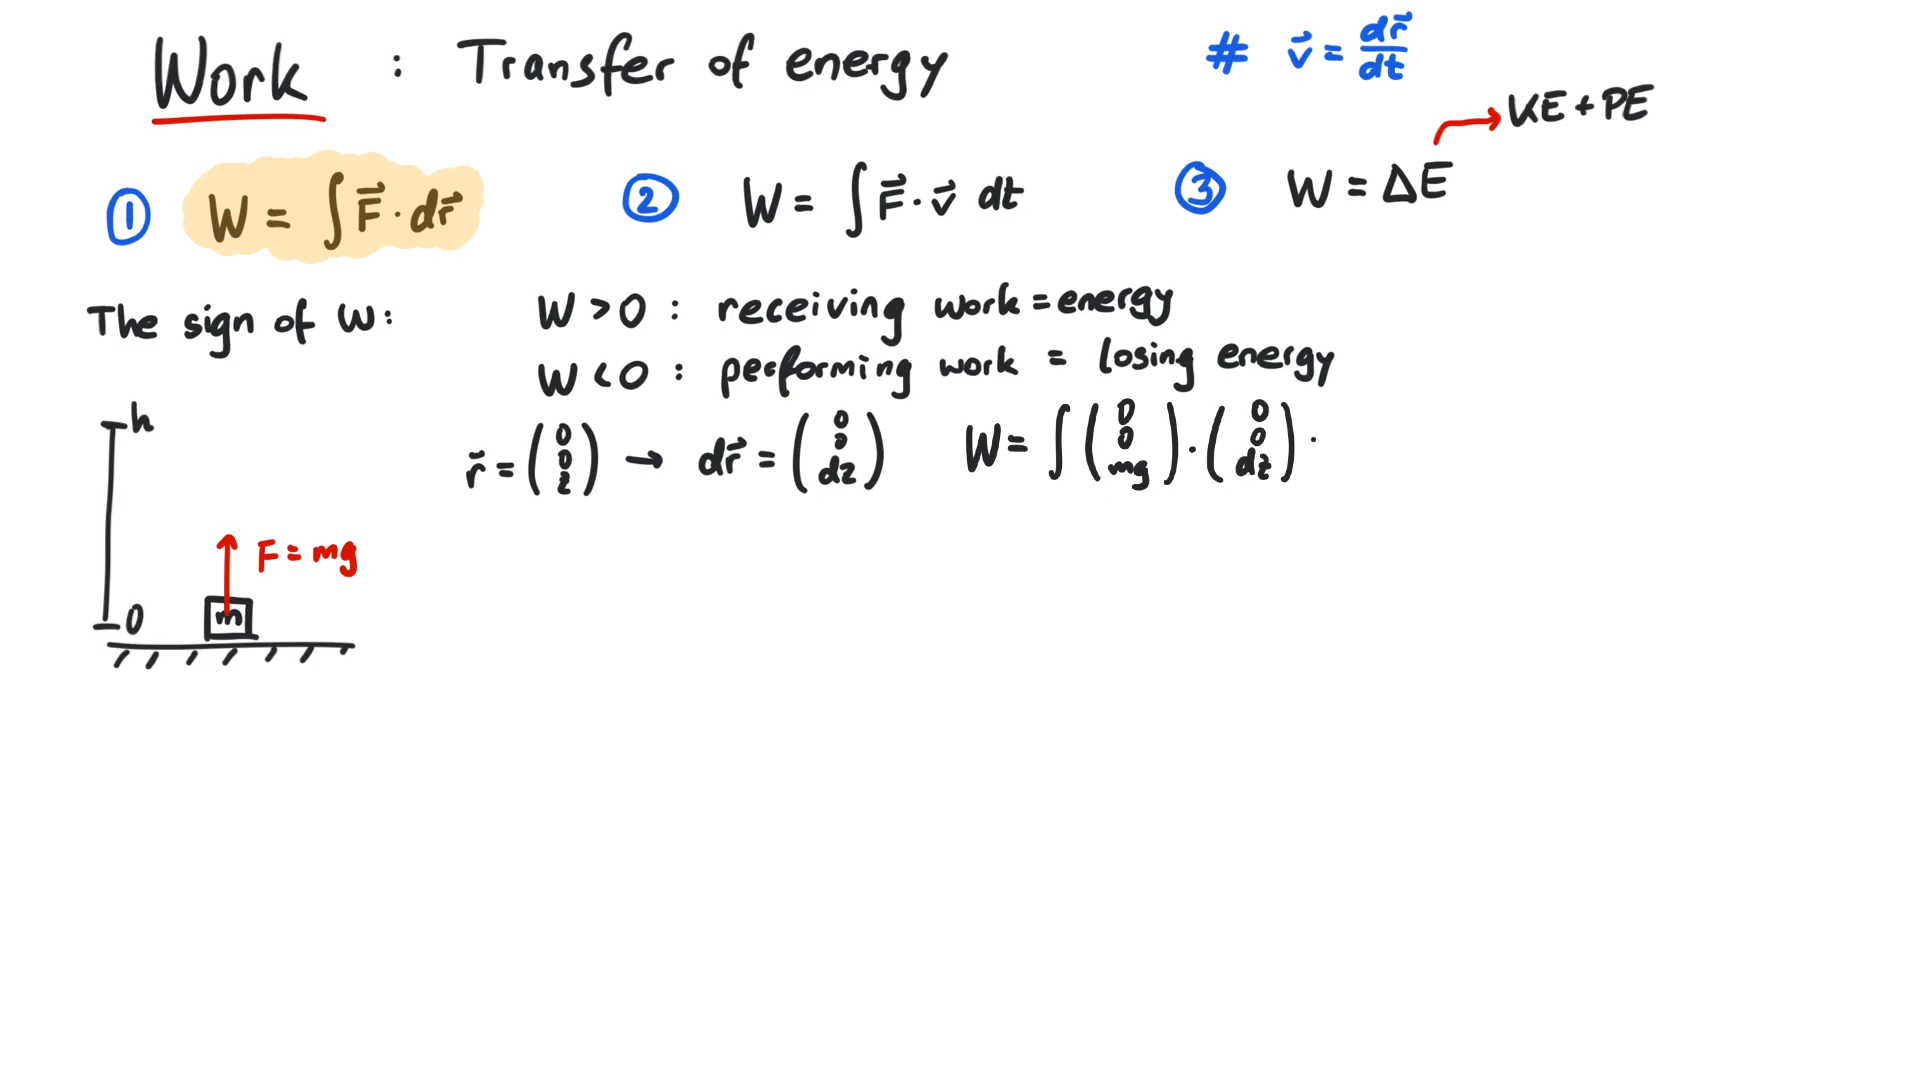 Work : Transfer of energy
# v⃗ = dr⃗/dt
KE + PE
① W = ∫ F⃗ · dr⃗
② W = ∫ F⃗ · v⃗ dt
③ W = ΔE
The sign of W:
W > 0 : receiving work = energy
W < 0 : performing work = losing energy
r⃗ = (0 0 z) → dr⃗ = (0 0 dz)
W = ∫ (0 0 mg) · (0 0 dz) ·
h
F = mg
m
0